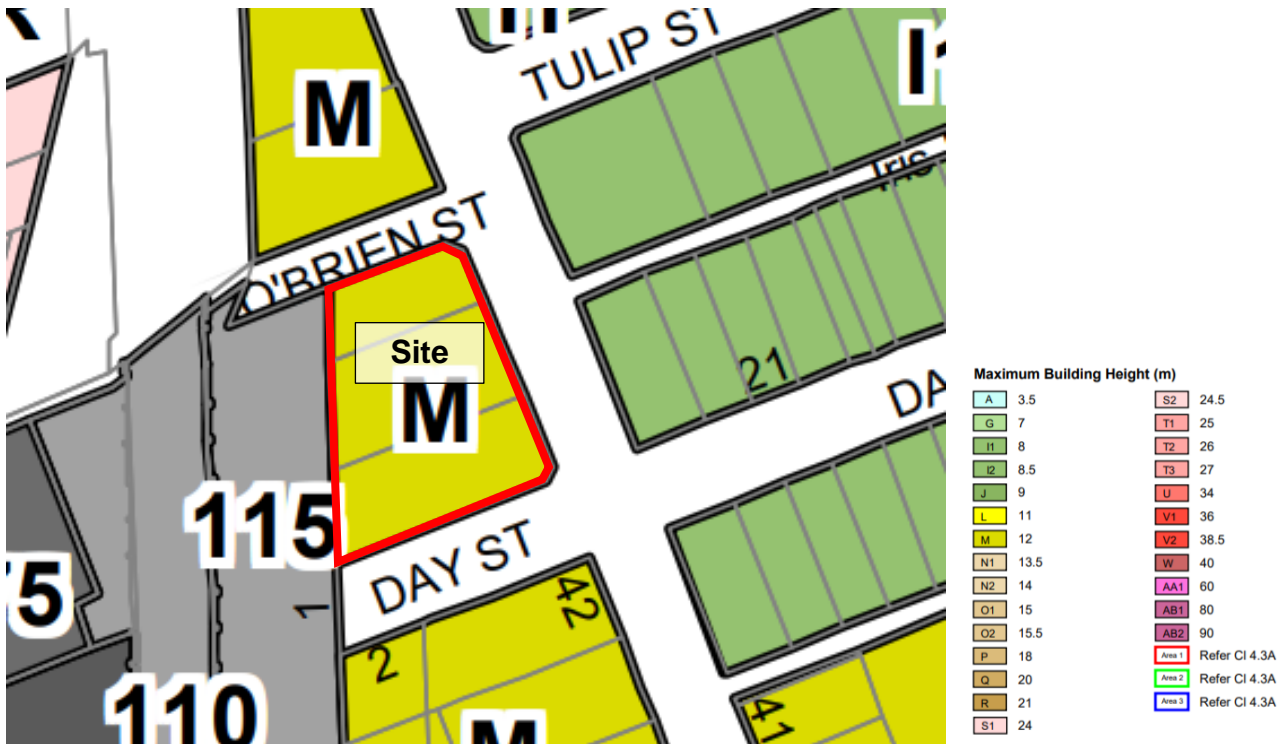 TULIP ST
M
I1
Iris
O'BRIEN ST
Site
M
21
DA
115
DAY ST
42
5
1
2
110
M
41
Maximum Building Height (m)
A 3.5
G 7
I1 8
I2 8.5
J 9
L 11
M 12
N1 13.5
N2 14
O1 15
O2 15.5
P 18
Q 20
R 21
S1 24
S2 24.5
T1 25
T2 26
T3 27
U 34
V1 36
V2 38.5
W 40
AA1 60
AB1 80
AB2 90
Area 1 Refer Cl 4.3A
Area 2 Refer Cl 4.3A
Area 3 Refer Cl 4.3A